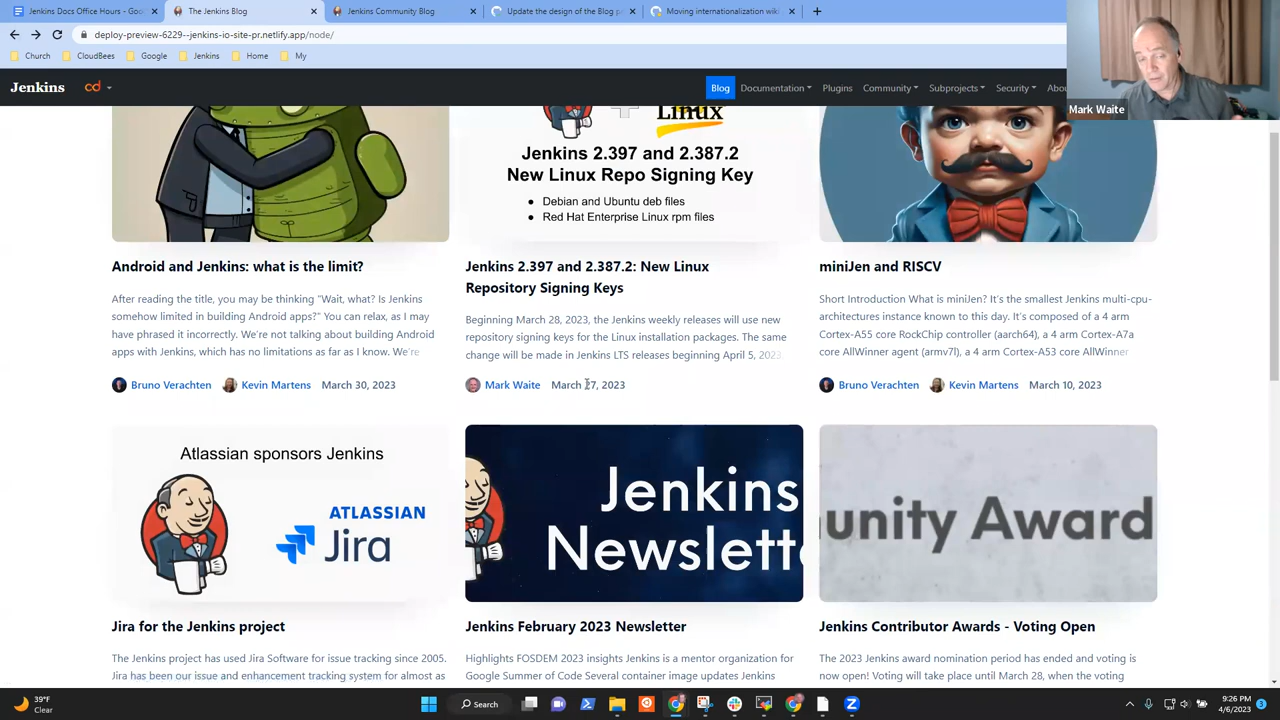 Jenkins Docs Office Hours - Goo
The Jenkins Blog
Jenkins Community Blog
Update the design of the Blog p
Moving internationalization wiki
deploy-preview-6229--jenkins-io-site-pr.netlify.app/node/
Church
CloudBees
Google
Jenkins
Home
My
Mark Waite
Jenkins
cd
Blog
Documentation
Plugins
Community
Subprojects
Security
Abou
Linux
Jenkins 2.397 and 2.387.2
New Linux Repo Signing Key
• Debian and Ubuntu deb files
• Red Hat Enterprise Linux rpm files
Android and Jenkins: what is the limit?
After reading the title, you may be thinking "Wait, what? Is Jenkins
somehow limited in building Android apps?" You can relax, as I may
have phrased it incorrectly. We're not talking about building Android
apps with Jenkins, which has no limitations as far as I know. We're
Bruno Verachten Kevin Martens March 30, 2023
Jenkins 2.397 and 2.387.2: New Linux
Repository Signing Keys
Beginning March 28, 2023, the Jenkins weekly releases will use new
repository signing keys for the Linux installation packages. The same
change will be made in Jenkins LTS releases beginning April 5, 2023.
Mark Waite March 27, 2023
miniJen and RISCV
Short Introduction What is miniJen? It's the smallest Jenkins multi-cpu-
architectures instance known to this day. It's composed of a 4 arm
Cortex-A55 core RockChip controller (aarch64), a 4 arm Cortex-A7a
core AllWinner agent (armv7l), a 4 arm Cortex-A53 core AllWinner
Bruno Verachten Kevin Martens March 10, 2023
Atlassian sponsors Jenkins
ATLASSIAN
Jira
Jenkins
Newslett
unity Award
Jira for the Jenkins project
The Jenkins project has used Jira Software for issue tracking since 2005.
Jira has been our issue and enhancement tracking system for almost as
Jenkins February 2023 Newsletter
Highlights FOSDEM 2023 insights Jenkins is a mentor organization for
Google Summer of Code Several container image updates Jenkins
Jenkins Contributor Awards - Voting Open
The 2023 Jenkins award nomination period has ended and voting is
now open! Voting will take place until March 28, when the voting
39°F
Clear
Search
9:26 PM
4/6/2023
3